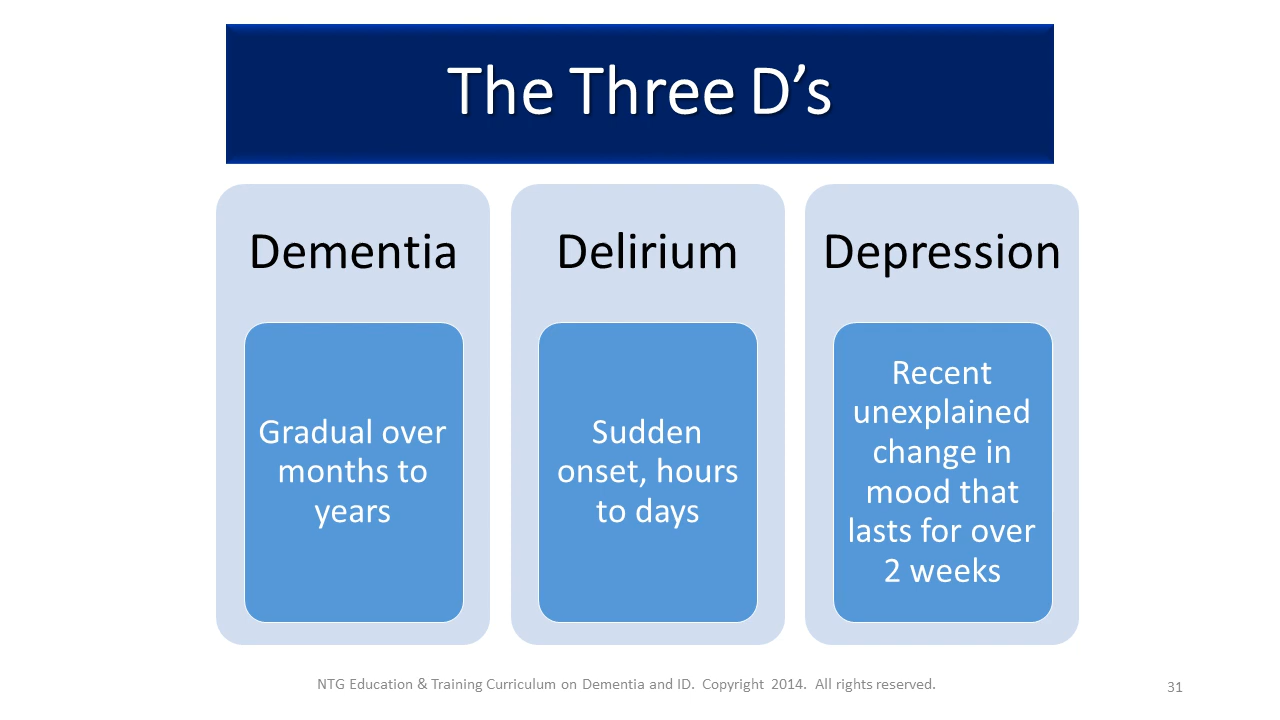 The Three D’s
Dementia
Gradual over
months to
years
Delirium
Sudden
onset, hours
to days
Depression
Recent
unexplained
change in
mood that
lasts for over
2 weeks
NTG Education & Training Curriculum on Dementia and ID.  Copyright  2014.  All rights reserved.
31